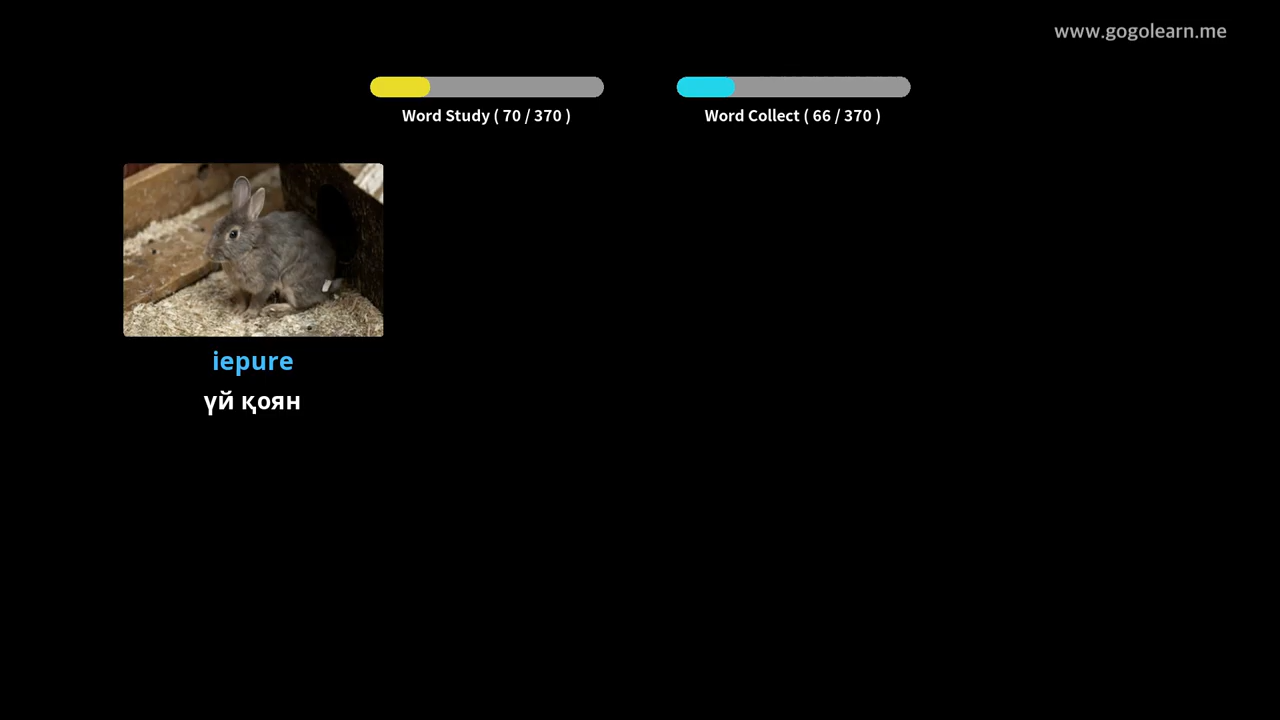 www.gogolearn.me
Word Study ( 70 / 370 )
Word Collect ( 66 / 370 )
iepure
үй қоян